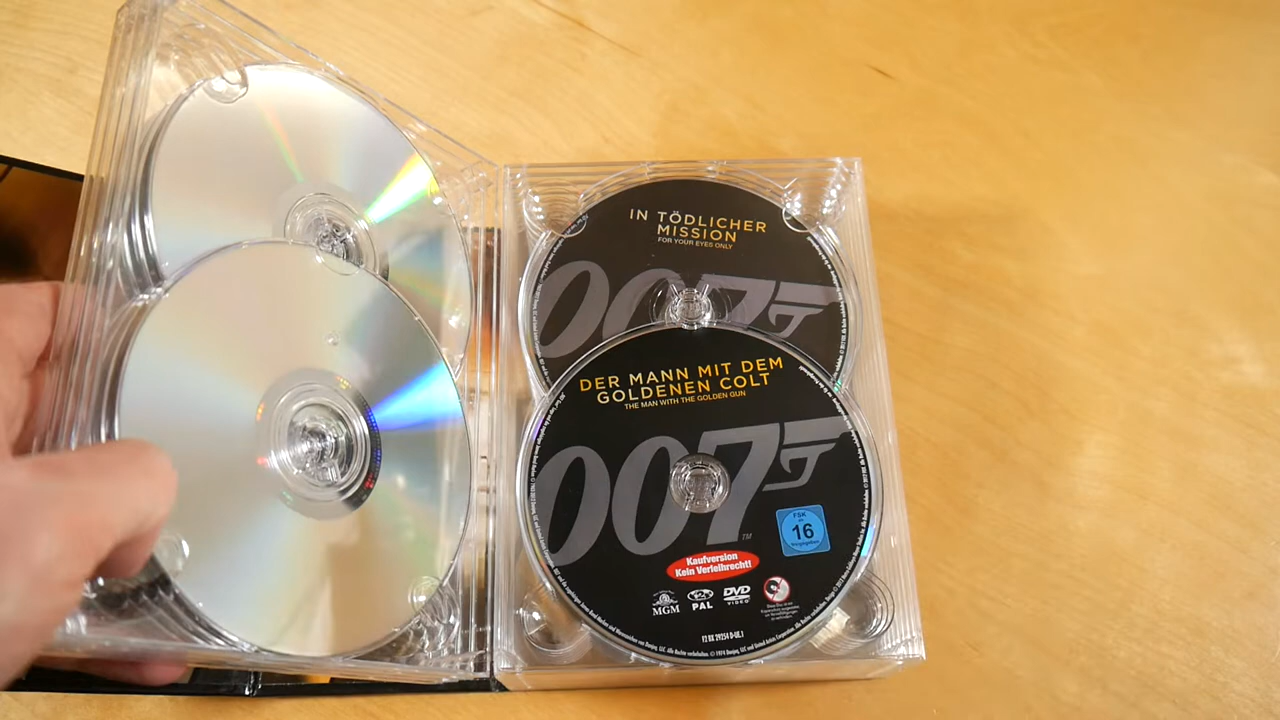 IN TÖDLICHER
MISSION
FOR YOUR EYES ONLY
007
DER MANN MIT DEM
GOLDENEN COLT
THE MAN WITH THE GOLDEN GUN
007
TM
FSK
16
Kaufversion
Kein Verleihrecht!
MGM
PAL
DVD
VIDEO